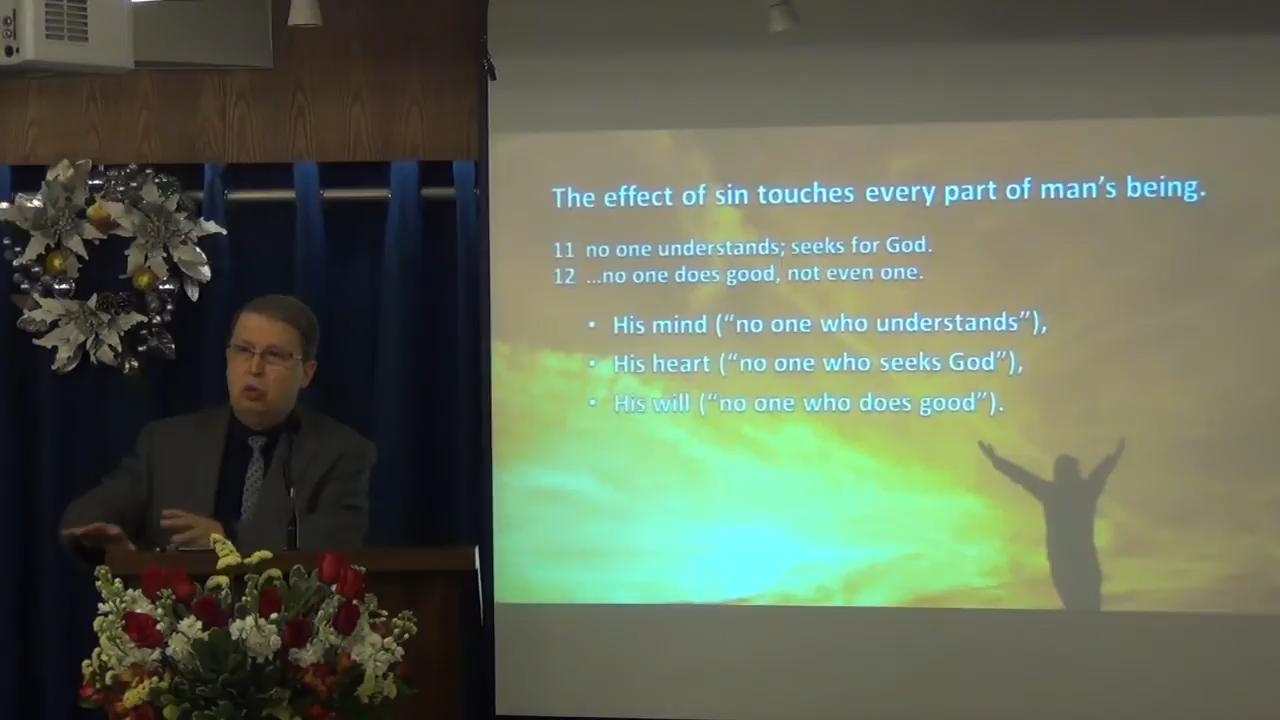 The effect of sin touches every part of man's being.
11 no one understands; seeks for God.
12 ...no one does good, not even one.
· His mind (“no one who understands”),
· His heart (“no one who seeks God”),
· His will (“no one who does good”).